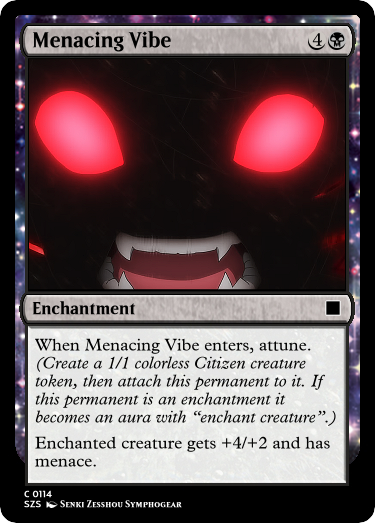 Menacing Vibe 4
Enchantment
When Menacing Vibe enters, attune.
(Create a 1/1 colorless Citizen creature
token, then attach this permanent to it. If
this permanent is an enchantment it
becomes an aura with “enchant creature”.)
Enchanted creature gets +4/+2 and has
menace.
C 0114
SZS Senki Zesshou Symphogear